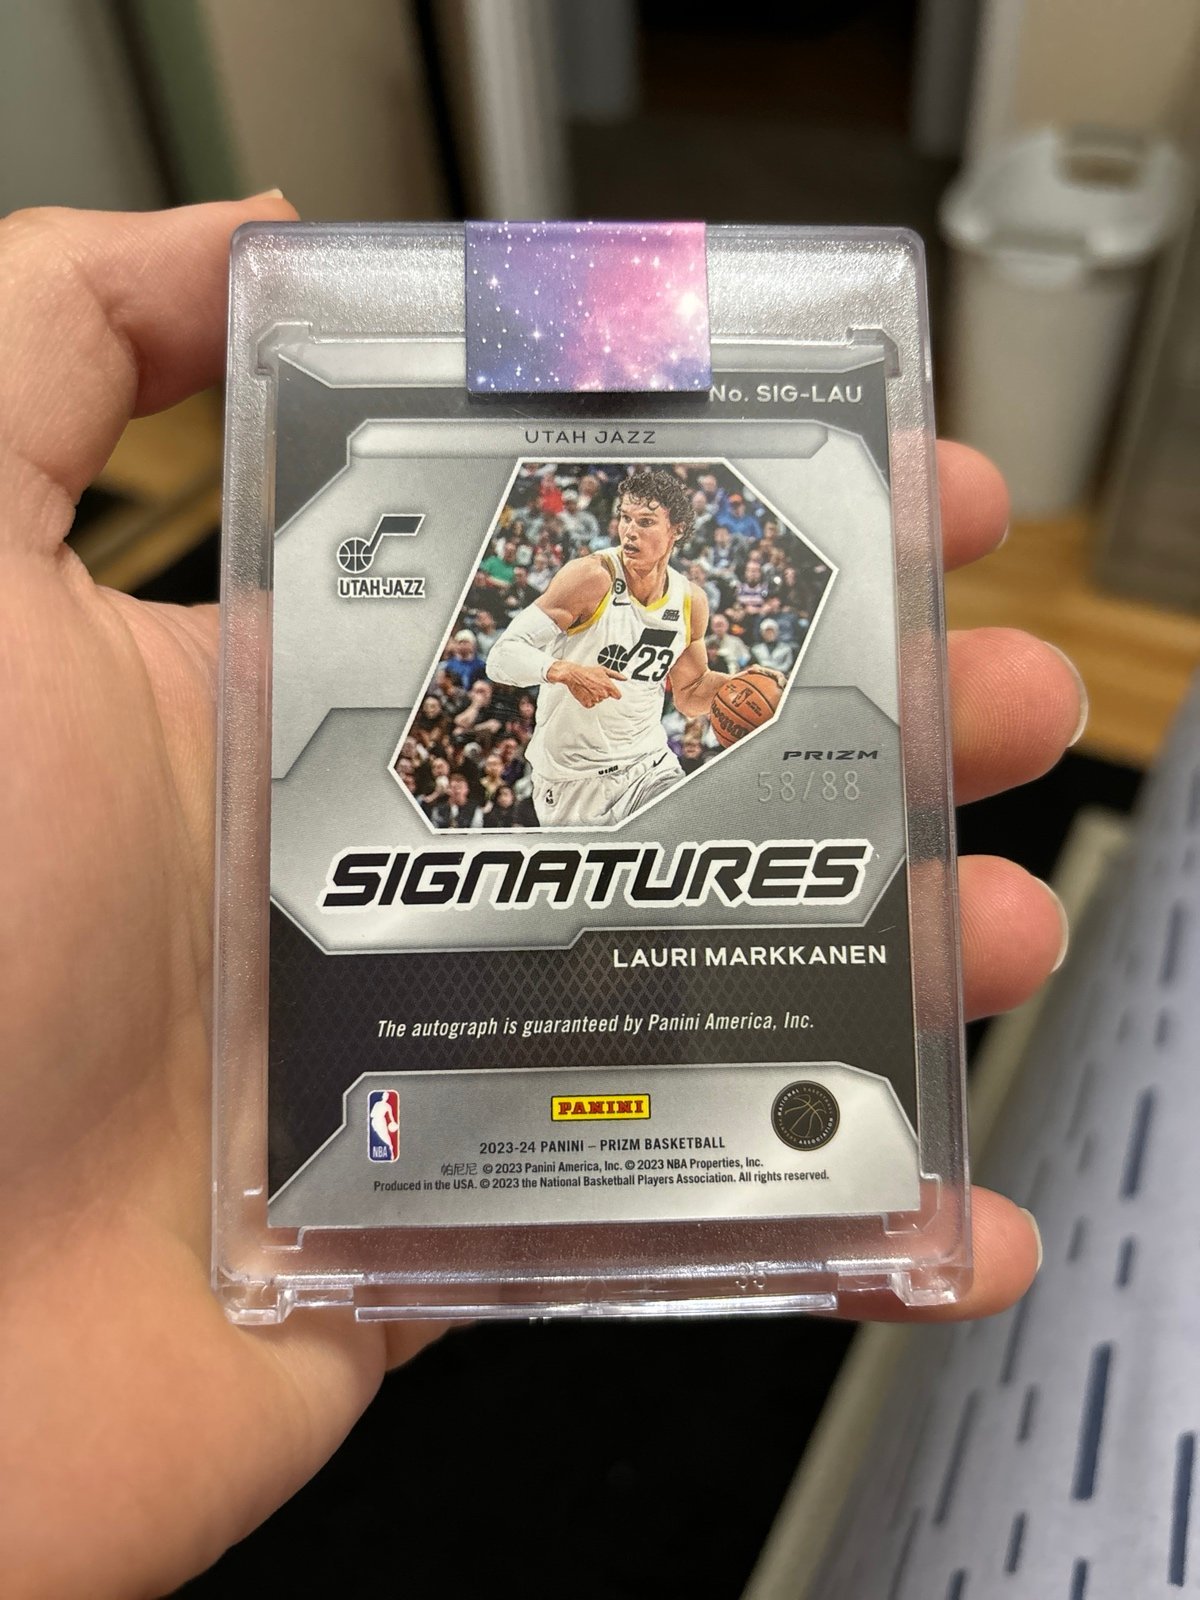 No. SIG-LAU
UTAH JAZZ
UTAH JAZZ
6
23
PRIZM
58/88
SIGNATURES
LAURI MARKKANEN
The autograph is guaranteed by Panini America, Inc.
NBA
PANINI
2023-24 PANINI – PRIZM BASKETBALL
帕尼尼 © 2023 Panini America, Inc. © 2023 NBA Properties, Inc.
Produced in the USA. © 2023 the National Basketball Players Association. All rights reserved.